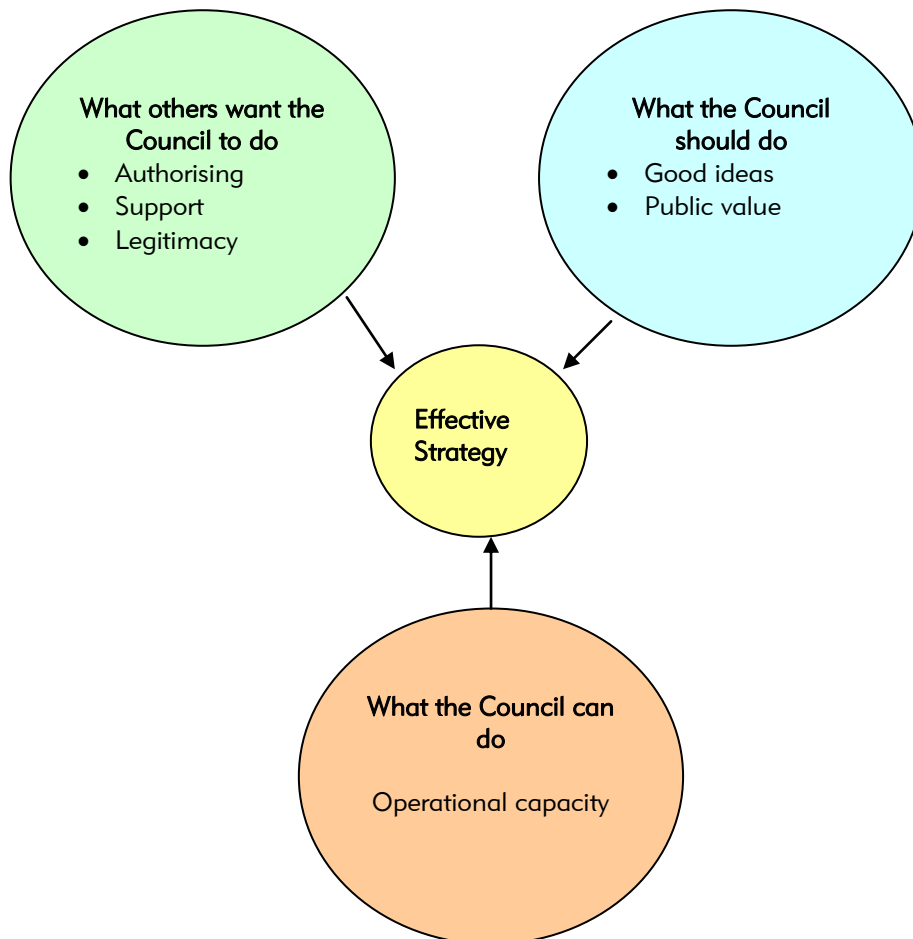 What others want the
Council to do
• Authorising
• Support
• Legitimacy
What the Council
should do
• Good ideas
• Public value
Effective
Strategy
What the Council can
do
Operational capacity